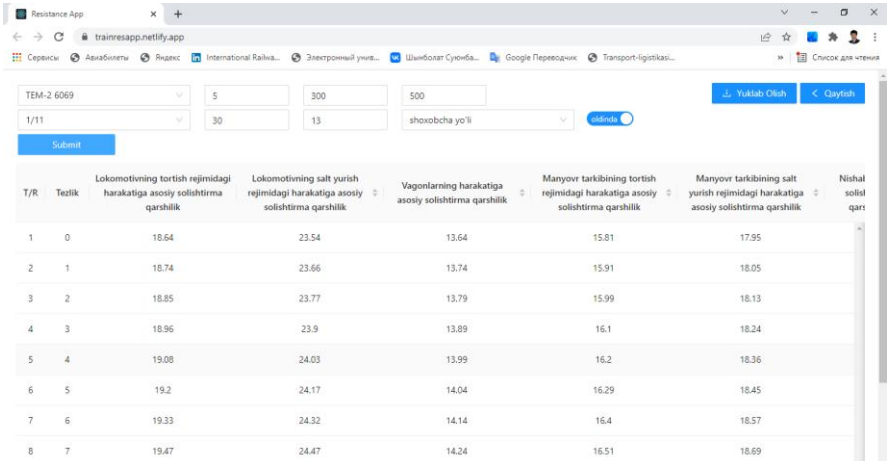 Resistance App
trainresapp.netlify.app
Сервисы Авиабилеты Яндекс International Railwa... Электронный унив... Шынболат Суюнба... Google Переводчик Transport-ligistikasi... » Список для чтения
TEM-2 6069 5 300 500 Yuklab Olish Qaytish
1/11 30 13 shoxobcha yo'li oldinda
Submit
T/R Tezlik Lokomotivning tortish rejimidagi harakatiga asosiy solishtirma qarshilik Lokomotivning salt yurish rejimidagi harakatiga asosiy solishtirma qarshilik Vagonlarning harakatiga asosiy solishtirma qarshilik Manyovr tarkibining tortish rejimidagi harakatiga asosiy solishtirma qarshilik Manyovr tarkibining salt yurish rejimidagi harakatiga asosiy solishtirma qarshilik
1 0 18.64 23.54 13.64 15.81 17.95
2 1 18.74 23.66 13.74 15.91 18.05
3 2 18.85 23.77 13.79 15.99 18.13
4 3 18.96 23.9 13.89 16.1 18.24
5 4 19.08 24.03 13.99 16.2 18.36
6 5 19.2 24.17 14.04 16.29 18.45
7 6 19.33 24.32 14.14 16.4 18.57
8 7 19.47 24.47 14.24 16.51 18.69